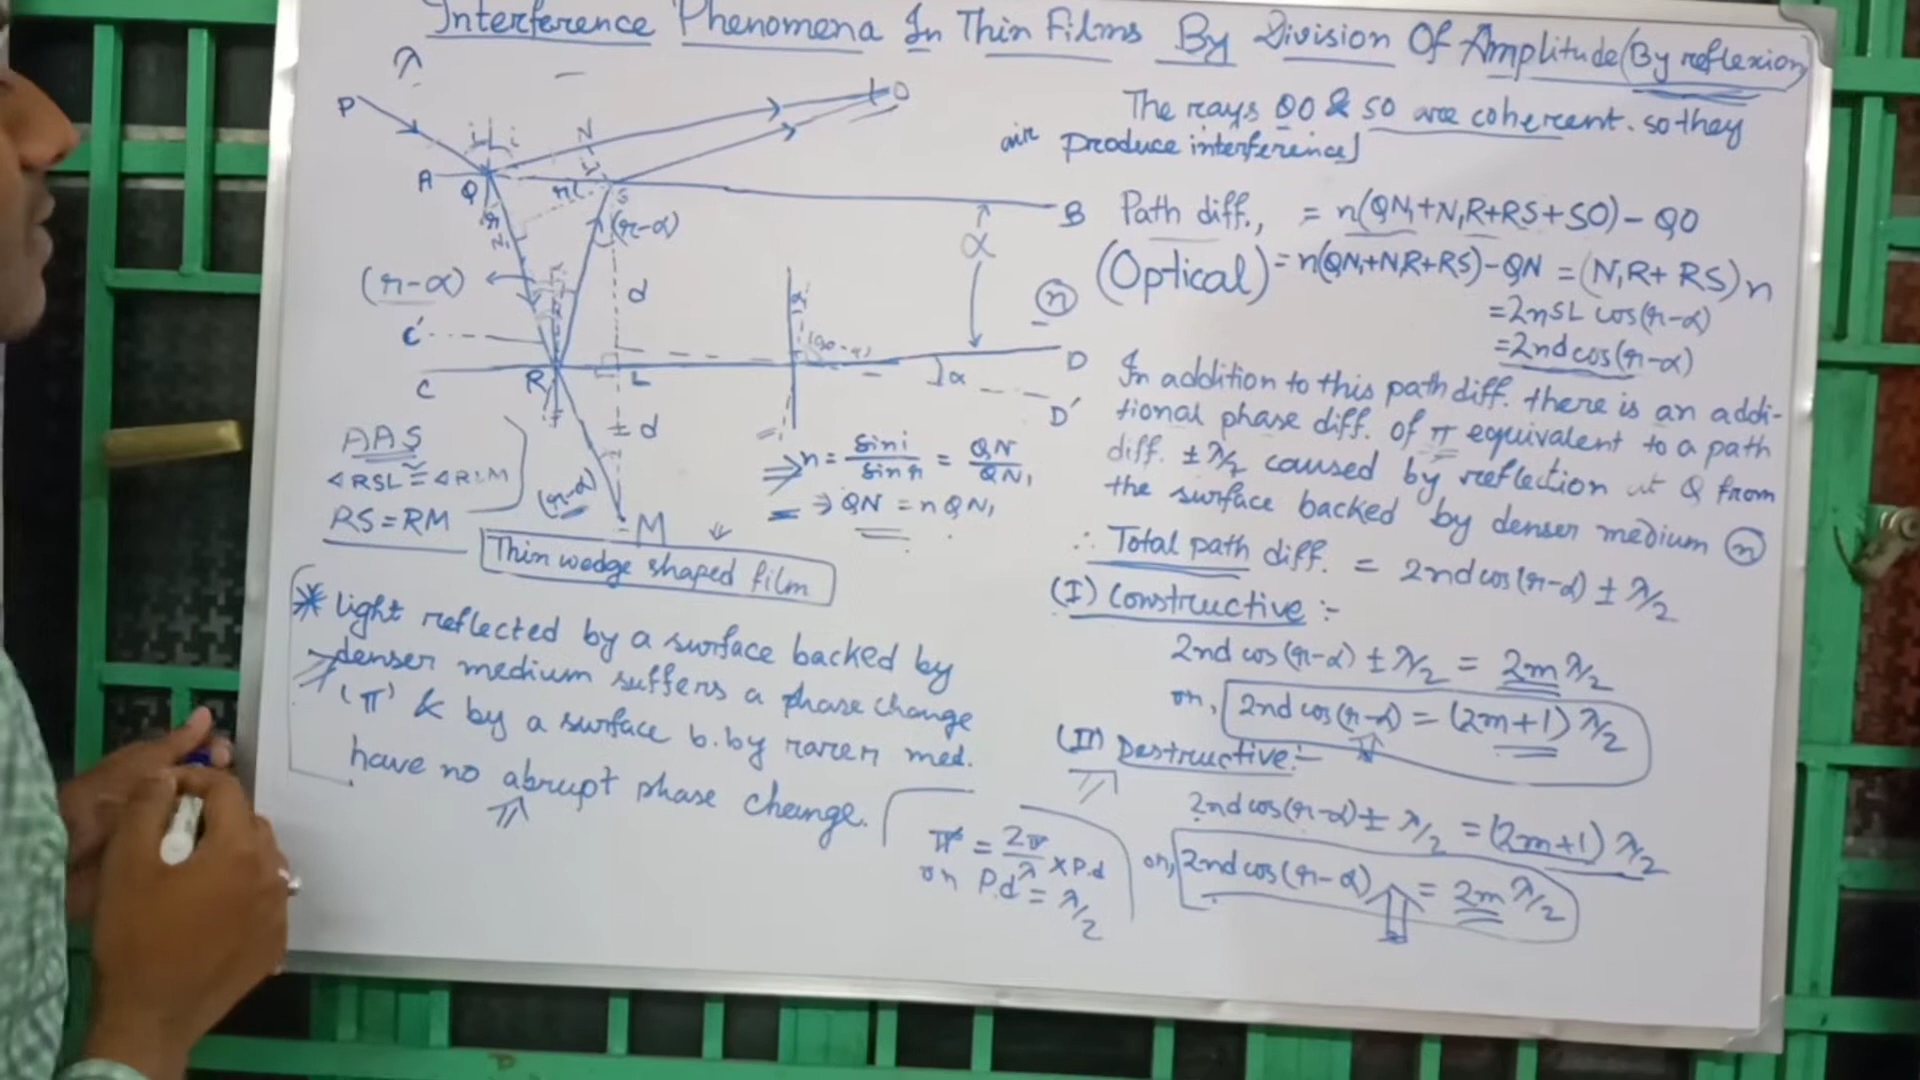 Interference Phenomena In Thin Films By Division Of Amplitude (By reflexion)
λ
P
i
i
N
O
A
Q
r
S
B
r
N₁
(r-α)
(r-α)
α
d
n
C'
(90-α)
C
R
L
D
α
D'
d
(r-α)
M
AAS
△RSL ≅ △RLM
RS = RM
Thin wedge shaped film
⇒ n = sin i / sin r = QN / QN₁
⇒ QN = nQN₁
* light reflected by a surface backed by
denser medium suffers a phase change
'π' & by a surface b. by rarer med.
have no abrupt phase change.
π = 2π/λ × P.d
or P.d = λ/2
The rays QO & SO are coherent. so they
air produce interference]
Path diff., = n(QN₁+N₁R+RS+SO) - QO
(Optical) = n(QN₁+NR+RS) - QN = (N₁R + RS)n
= 2nSL cos(r-α)
= 2nd cos(r-α)
In addition to this path diff. there is an addi-
tional phase diff. of π equivalent to a path
diff. ± λ/2 caused by reflection at Q from
the surface backed by denser medium (n)
∴ Total path diff. = 2nd cos(r-α) ± λ/2
(I) Constructive :-
2nd cos(r-α) ± λ/2 = 2m λ/2
or, 2nd cos(r-α) = (2m+1) λ/2
(II) Destructive :-
2nd cos(r-α) ± λ/2 = (2m+1) λ/2
or, 2nd cos(r-α) = 2m λ/2